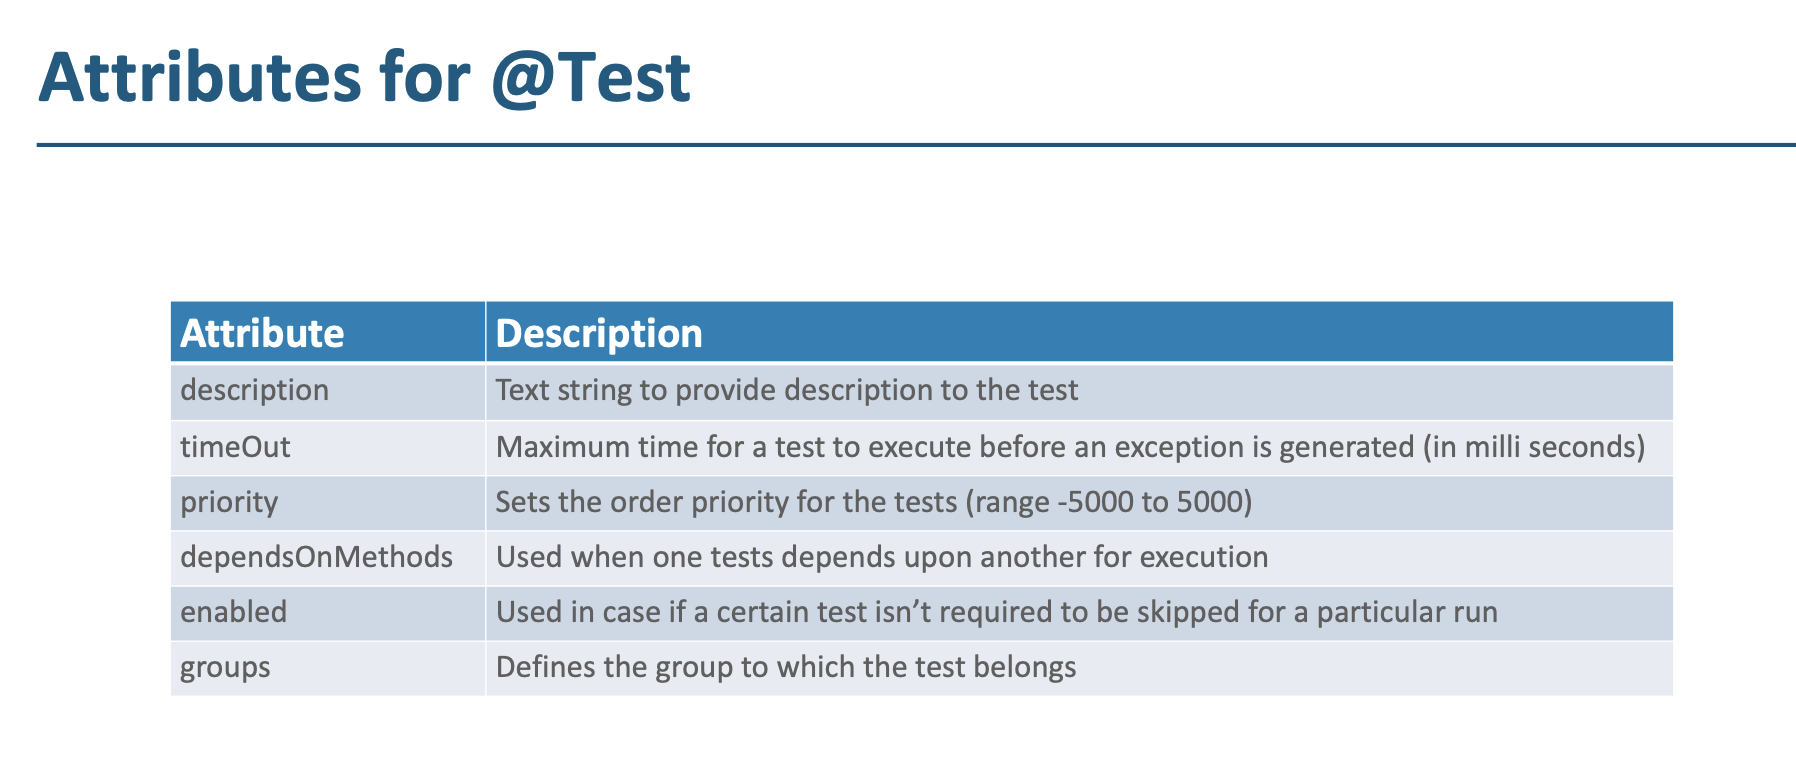 Attributes for @Test
Attribute Description
description Text string to provide description to the test
timeOut Maximum time for a test to execute before an exception is generated (in milli seconds)
priority Sets the order priority for the tests (range -5000 to 5000)
dependsOnMethods Used when one tests depends upon another for execution
enabled Used in case if a certain test isn’t required to be skipped for a particular run
groups Defines the group to which the test belongs